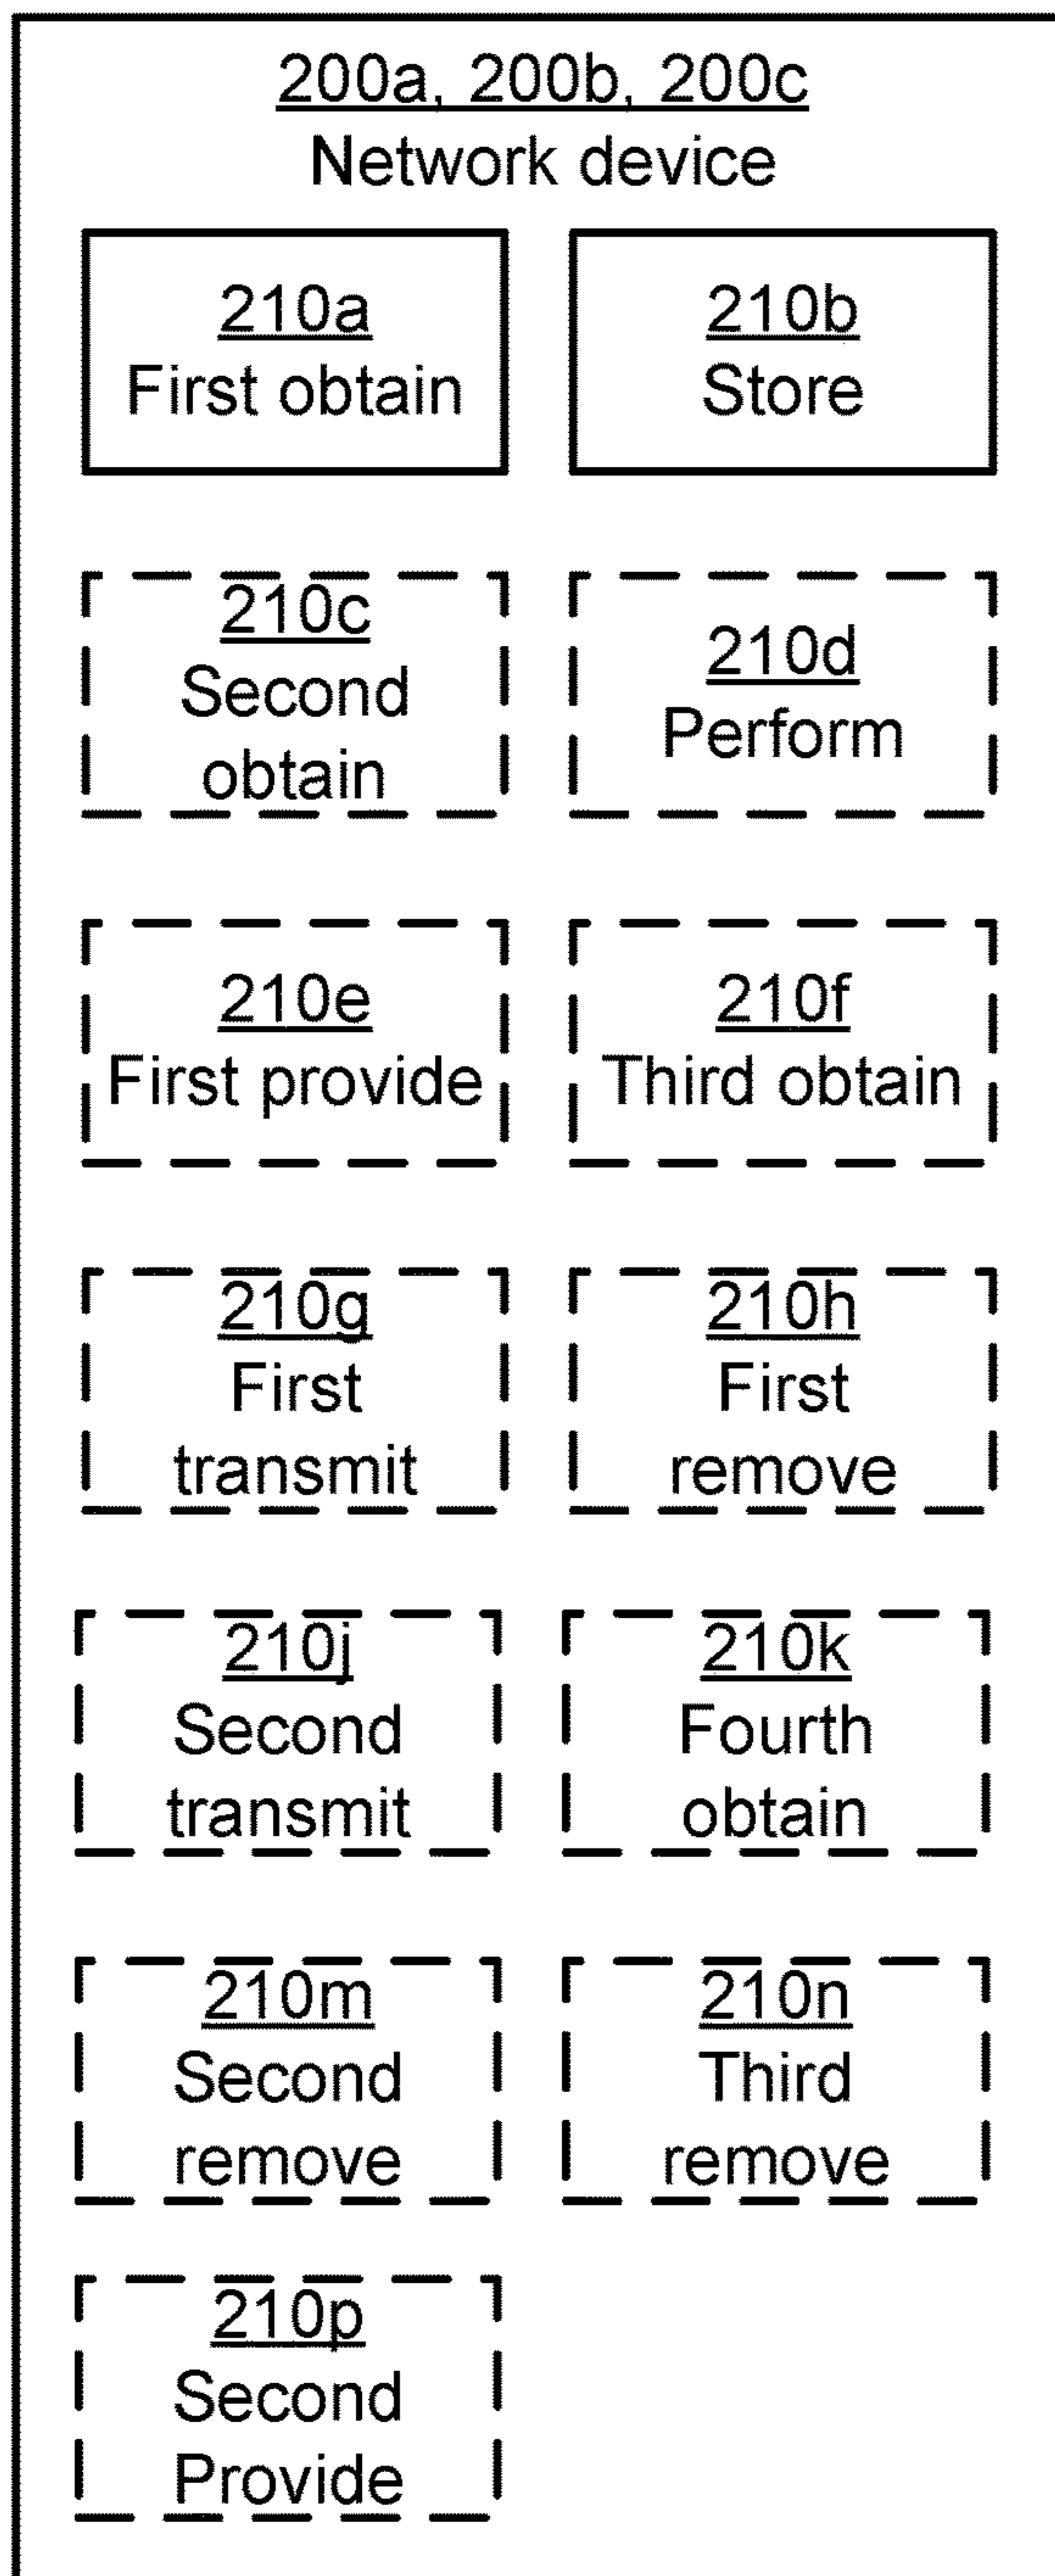 200a, 200b, 200c
Network device
210a
First obtain
210b
Store
210c
Second
obtain
210d
Perform
210e
First provide
210f
Third obtain
210g
First
transmit
210h
First
remove
210j
Second
transmit
210k
Fourth
obtain
210m
Second
remove
210n
Third
remove
210p
Second
Provide